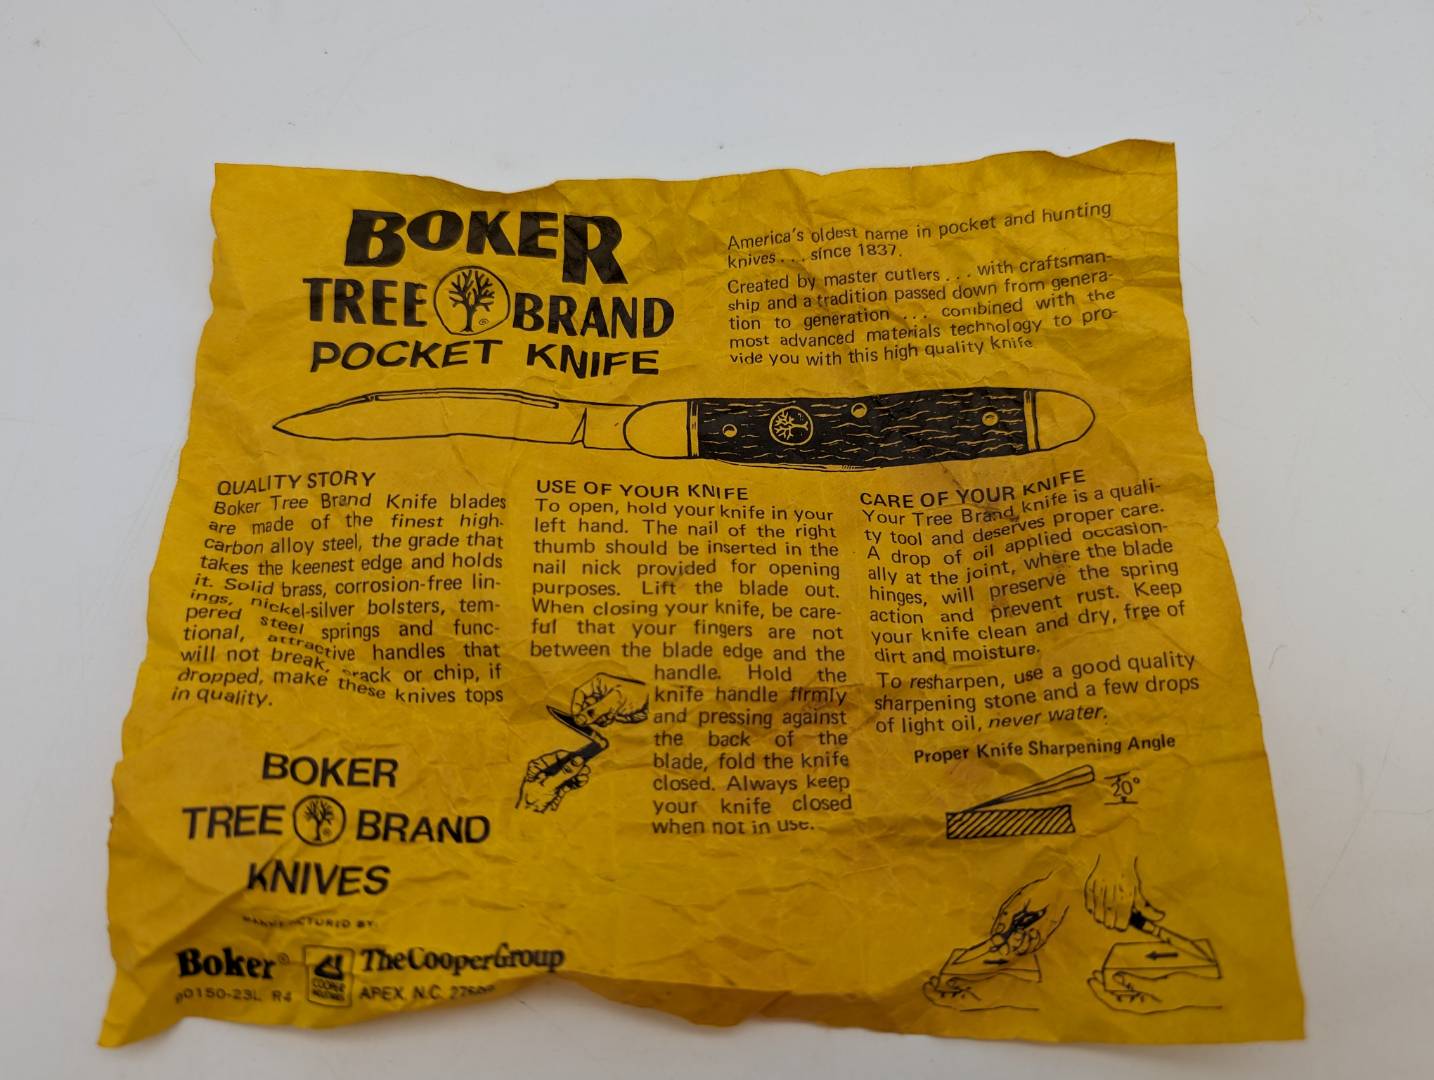 BOKER
TREE BRAND
POCKET KNIFE
America's oldest name in pocket and hunting
knives . . . since 1837.
Created by master cutlers . . . with craftsman-
ship and a tradition passed down from genera-
tion to generation . . . combined with the
most advanced materials technology to pro-
vide you with this high quality knife.
QUALITY STORY
Boker Tree Brand Knife blades
are made of the finest high-
carbon alloy steel, the grade that
takes the keenest edge and holds
it. Solid brass, corrosion-free lin-
ings, nickel-silver bolsters, tem-
pered steel springs and func-
tional, attractive handles that
will not break, crack or chip, if
dropped, make these knives tops
in quality.
USE OF YOUR KNIFE
To open, hold your knife in your
left hand. The nail of the right
thumb should be inserted in the
nail nick provided for opening
purposes. Lift the blade out.
When closing your knife, be care-
ful that your fingers are not
between the blade edge and the
handle. Hold the
knife handle firmly
and pressing against
the back of the
blade, fold the knife
closed. Always keep
your knife closed
when not in use.
CARE OF YOUR KNIFE
Your Tree Brand knife is a quali-
ty tool and deserves proper care.
A drop of oil applied occasion-
ally at the joint, where the blade
hinges, will preserve the spring
action and prevent rust. Keep
your knife clean and dry, free of
dirt and moisture.
To resharpen, use a good quality
sharpening stone and a few drops
of light oil, never water.
Proper Knife Sharpening Angle
20°
BOKER
TREE BRAND
KNIVES
MANUFACTURED BY:
Boker® COOPER TheCooperGroup
APEX, N.C.